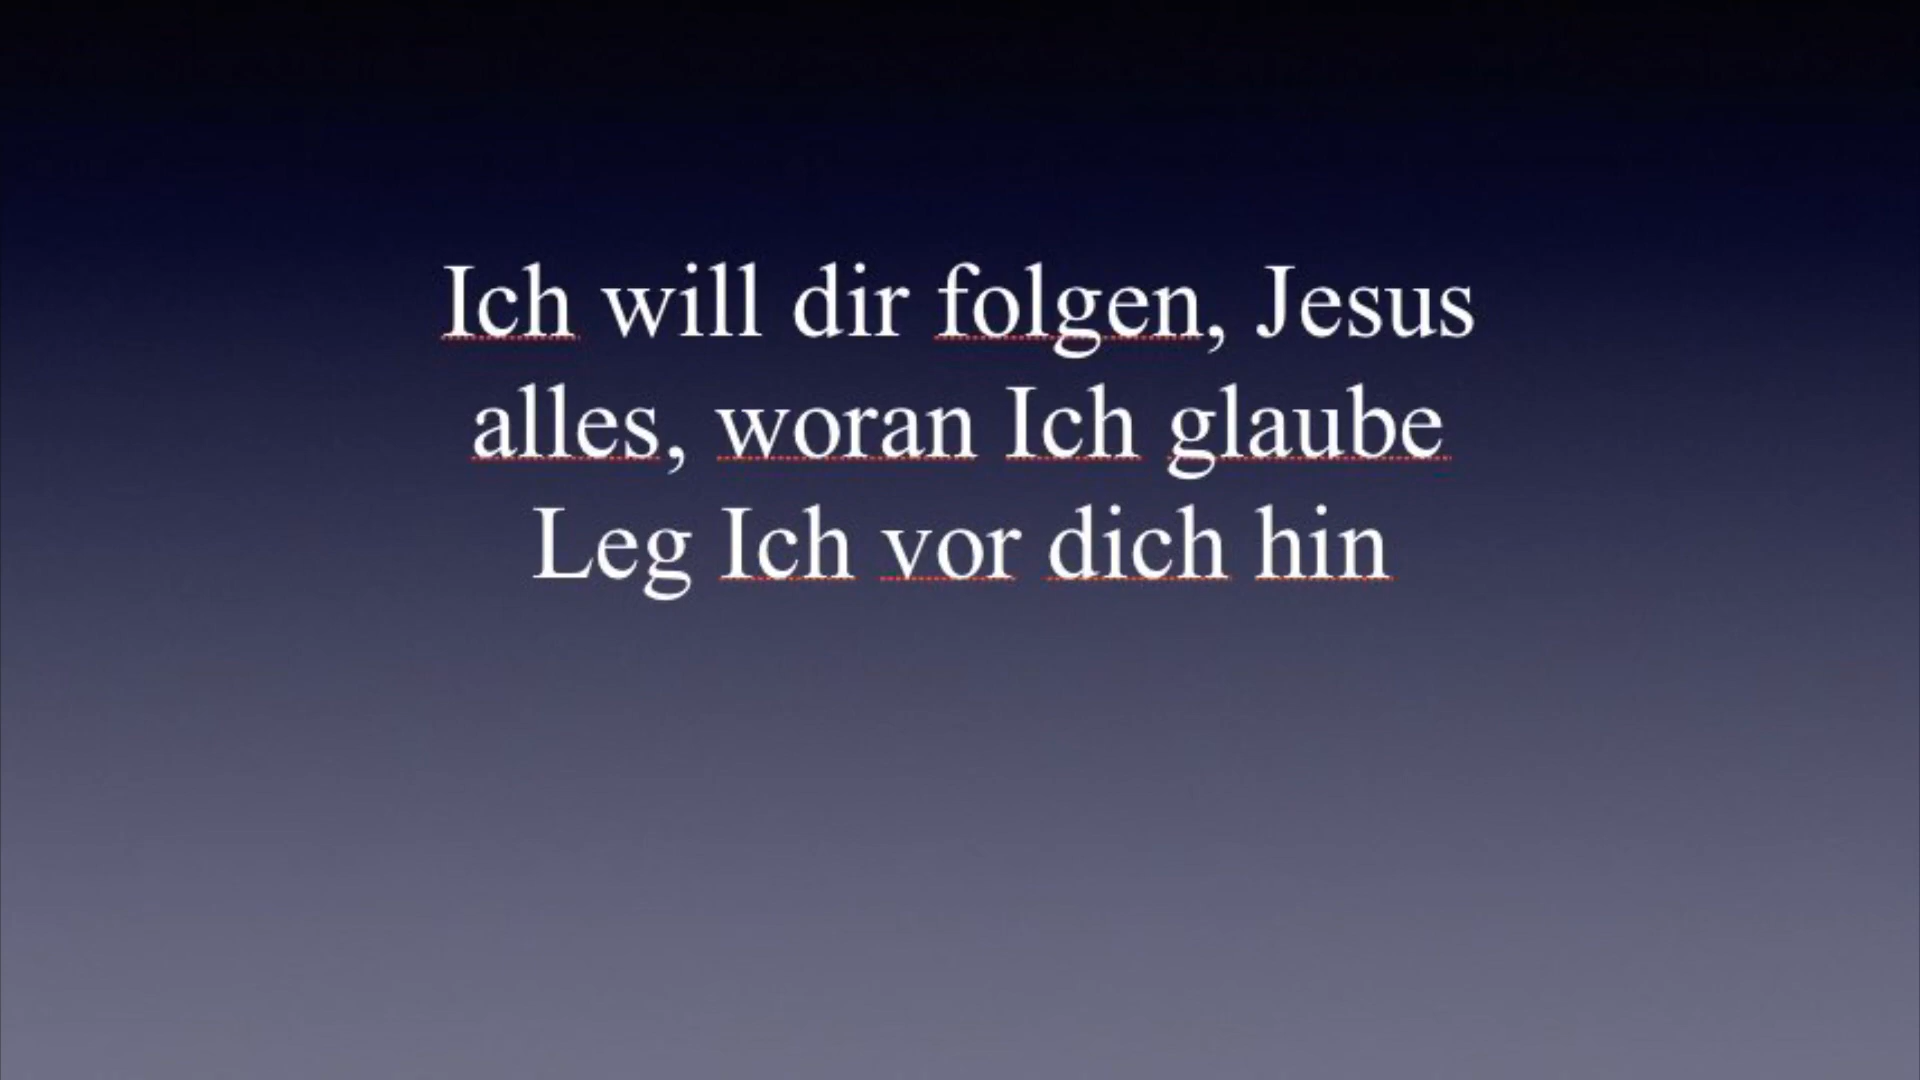 Ich will dir folgen, Jesus
alles, woran Ich glaube
Leg Ich vor dich hin